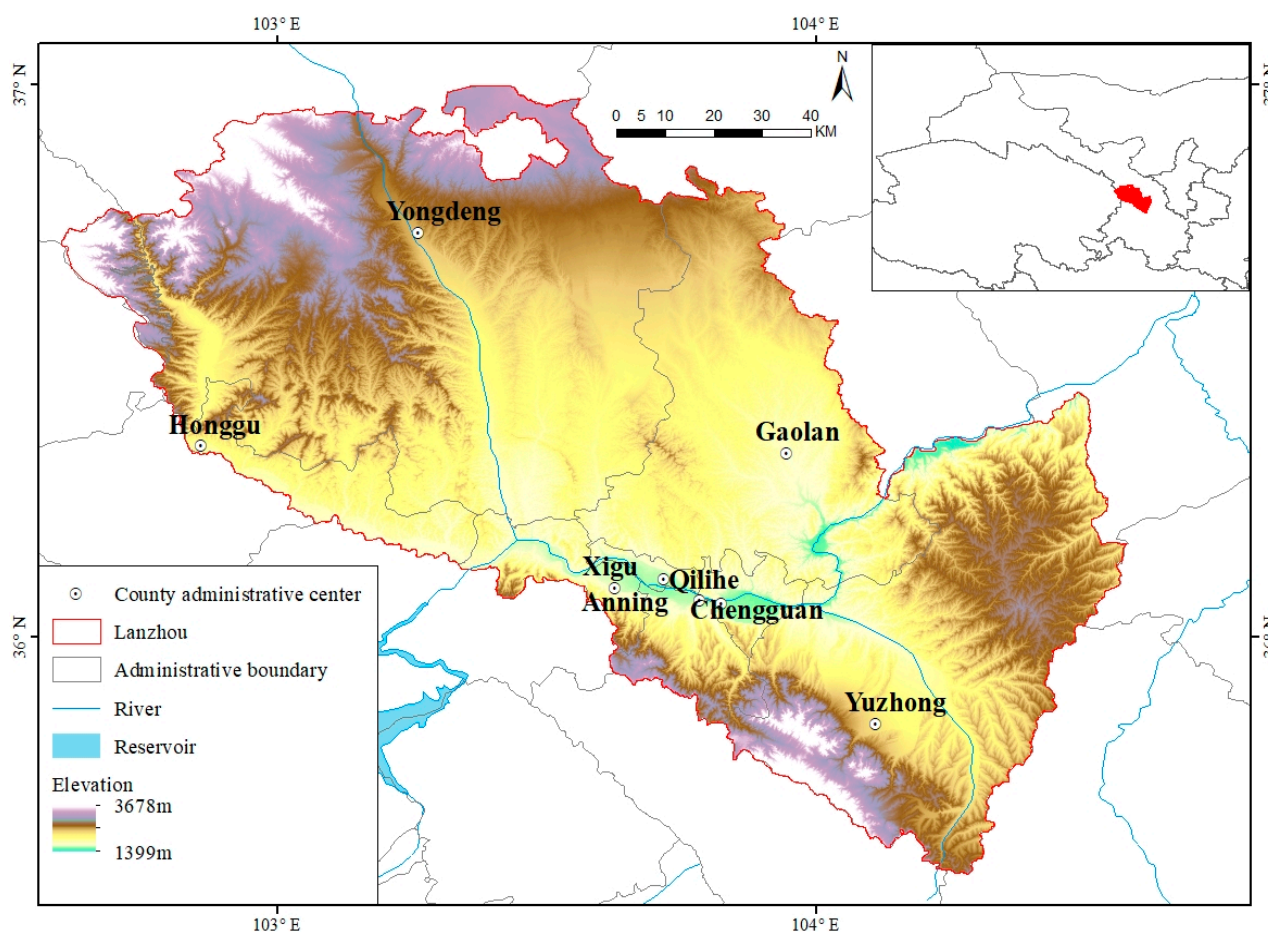 103° E
104° E
37° N
N
0 5 10 20 30 40
KM
Yongdeng
Honggu
Gaolan
Xigu
Qilihe
Anning
Chengguan
Yuzhong
36° N
County administrative center
Lanzhou
Administrative boundary
River
Reservoir
Elevation
3678m
1399m
103° E
104° E